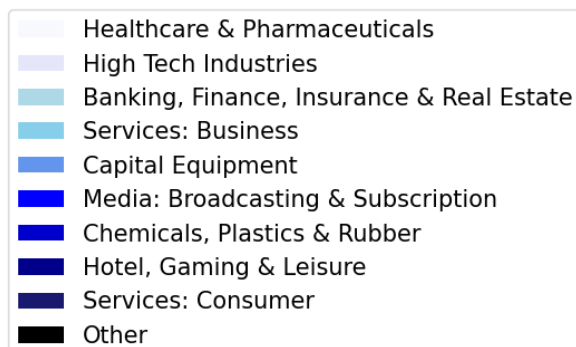 Healthcare & Pharmaceuticals
High Tech Industries
Banking, Finance, Insurance & Real Estate
Services: Business
Capital Equipment
Media: Broadcasting & Subscription
Chemicals, Plastics & Rubber
Hotel, Gaming & Leisure
Services: Consumer
Other